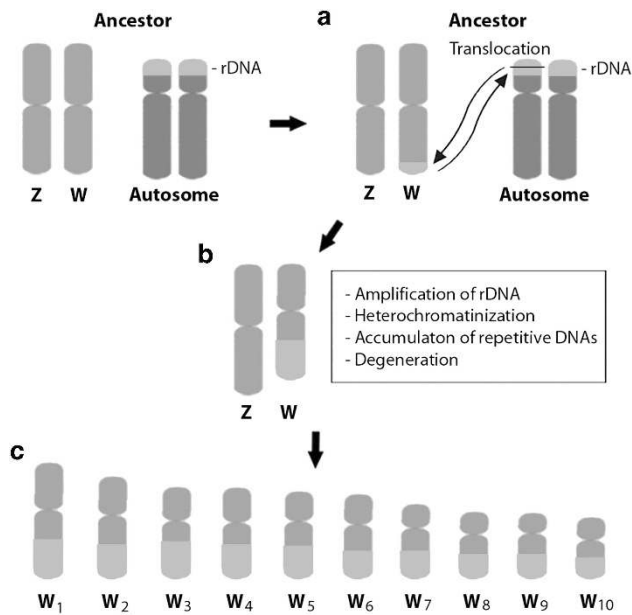 Ancestor
- rDNA
Z
W
Autosome
a
Ancestor
Translocation
- rDNA
Z
W
Autosome
b
- Amplification of rDNA
- Heterochromatinization
- Accumulaton of repetitive DNAs
- Degeneration
Z
W
c
W1 W2 W3 W4 W5 W6 W7 W8 W9 W10